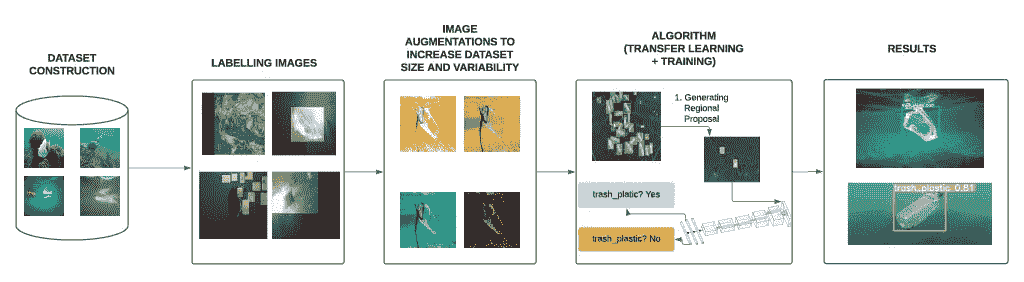 DATASET
CONSTRUCTION
LABELLING IMAGES
IMAGE
AUGMENTATIONS TO
INCREASE DATASET
SIZE AND VARIABILITY
ALGORITHM
(TRANSFER LEARNING
+ TRAINING)
1. Generating
Regional
Proposal
trash_platic? Yes
trash_plastic? No
RESULTS
trash_plastic 0.81